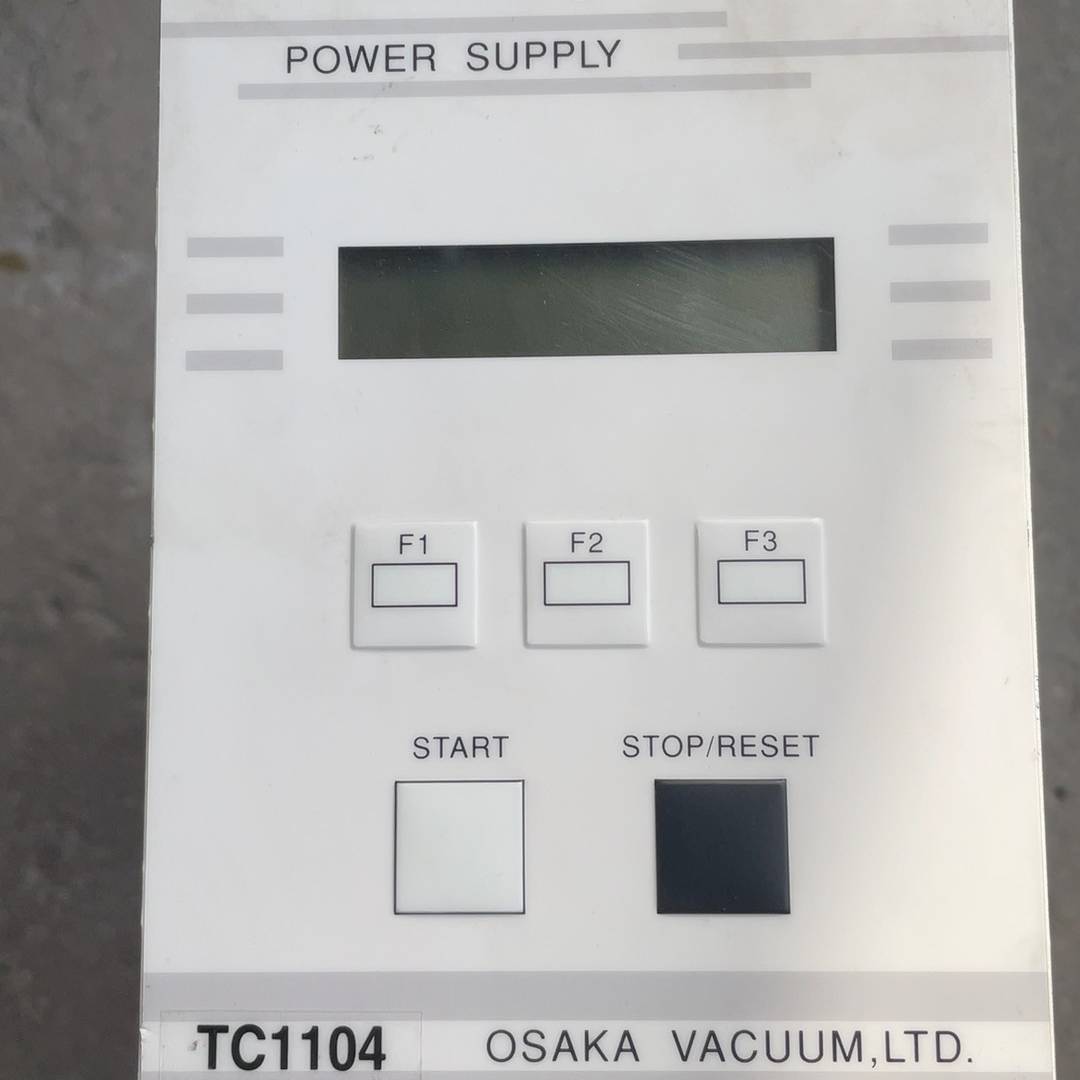 POWER SUPPLY
F1 F2 F3
START STOP/RESET
TC1104 OSAKA VACUUM,LTD.